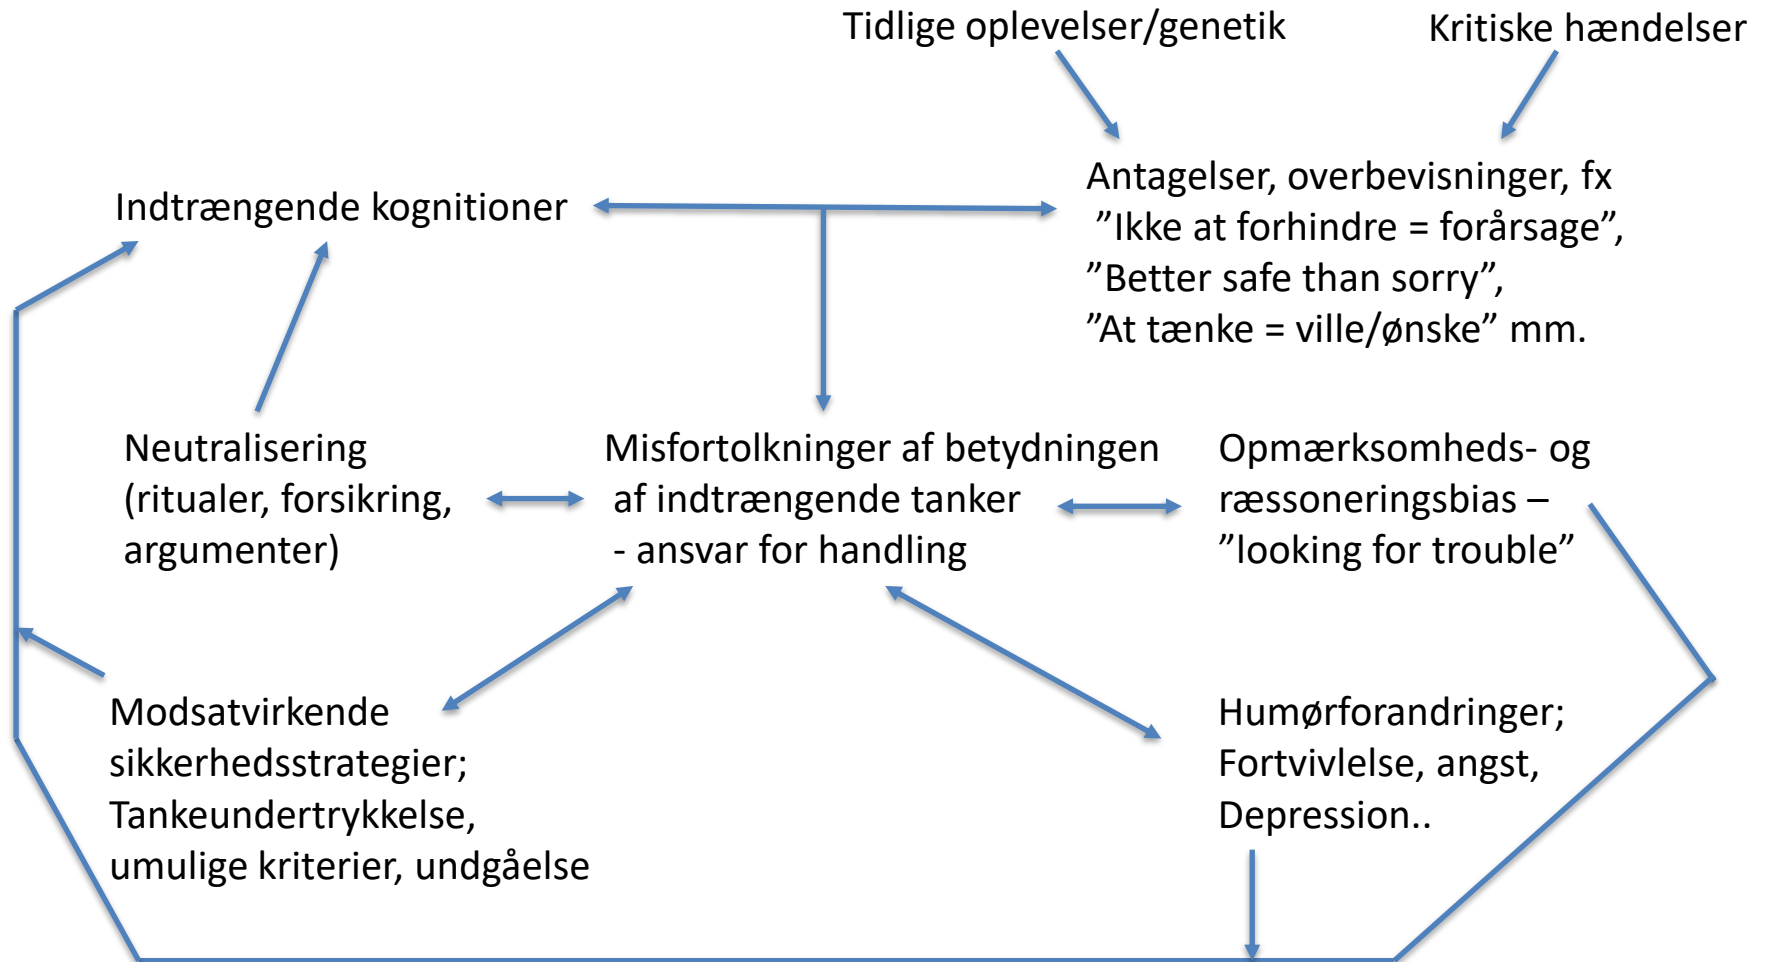 Tidlige oplevelser/genetik
Kritiske hændelser
Indtrængende kognitioner
Antagelser, overbevisninger, fx
”Ikke at forhindre = forårsage”,
”Better safe than sorry”,
”At tænke = ville/ønske” mm.
Neutralisering
(ritualer, forsikring,
argumenter)
Misfortolkninger af betydningen
af indtrængende tanker
- ansvar for handling
Opmærksomheds- og
ræssoneringsbias –
”looking for trouble”
Modsatvirkende
sikkerhedsstrategier;
Tankeundertrykkelse,
umulige kriterier, undgåelse
Humørforandringer;
Fortvivlelse, angst,
Depression..